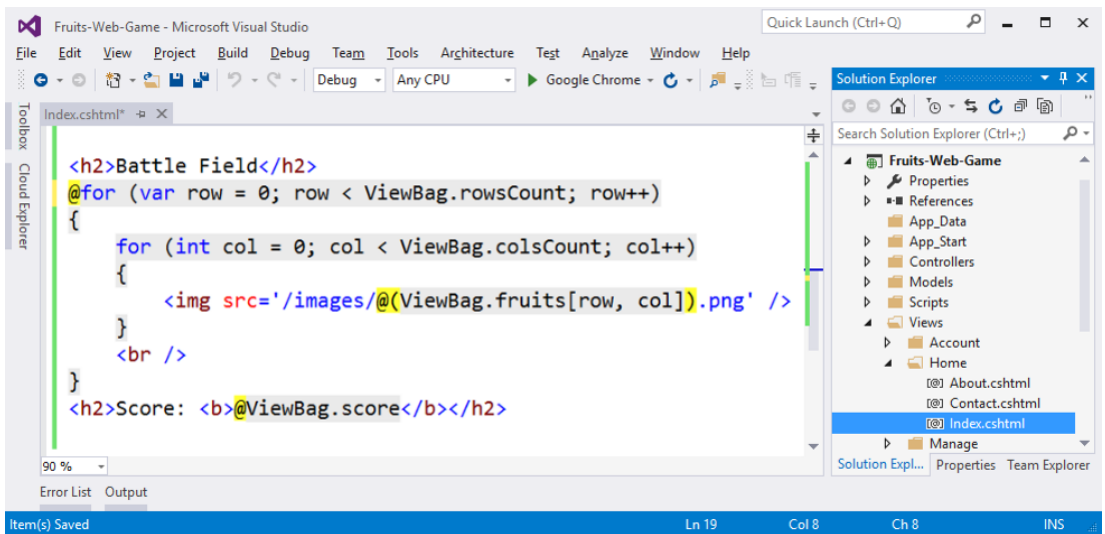 Fruits-Web-Game - Microsoft Visual Studio
Quick Launch (Ctrl+Q)
File Edit View Project Build Debug Team Tools Architecture Test Analyze Window Help
Debug Any CPU Google Chrome
Toolbox
Cloud Explorer
Index.cshtml*
<h2>Battle Field</h2>
@for (var row = 0; row < ViewBag.rowsCount; row++)
{
for (int col = 0; col < ViewBag.colsCount; col++)
{
<img src='/images/@(ViewBag.fruits[row, col]).png' />
}
<br />
}
<h2>Score: <b>@ViewBag.score</b></h2>
90 %
Error List Output
Solution Explorer
Search Solution Explorer (Ctrl+;)
Fruits-Web-Game
Properties
References
App_Data
App_Start
Controllers
Models
Scripts
Views
Account
Home
[@] About.cshtml
[@] Contact.cshtml
[@] Index.cshtml
Manage
Solution Expl... Properties Team Explorer
Item(s) Saved Ln 19 Col 8 Ch 8 INS